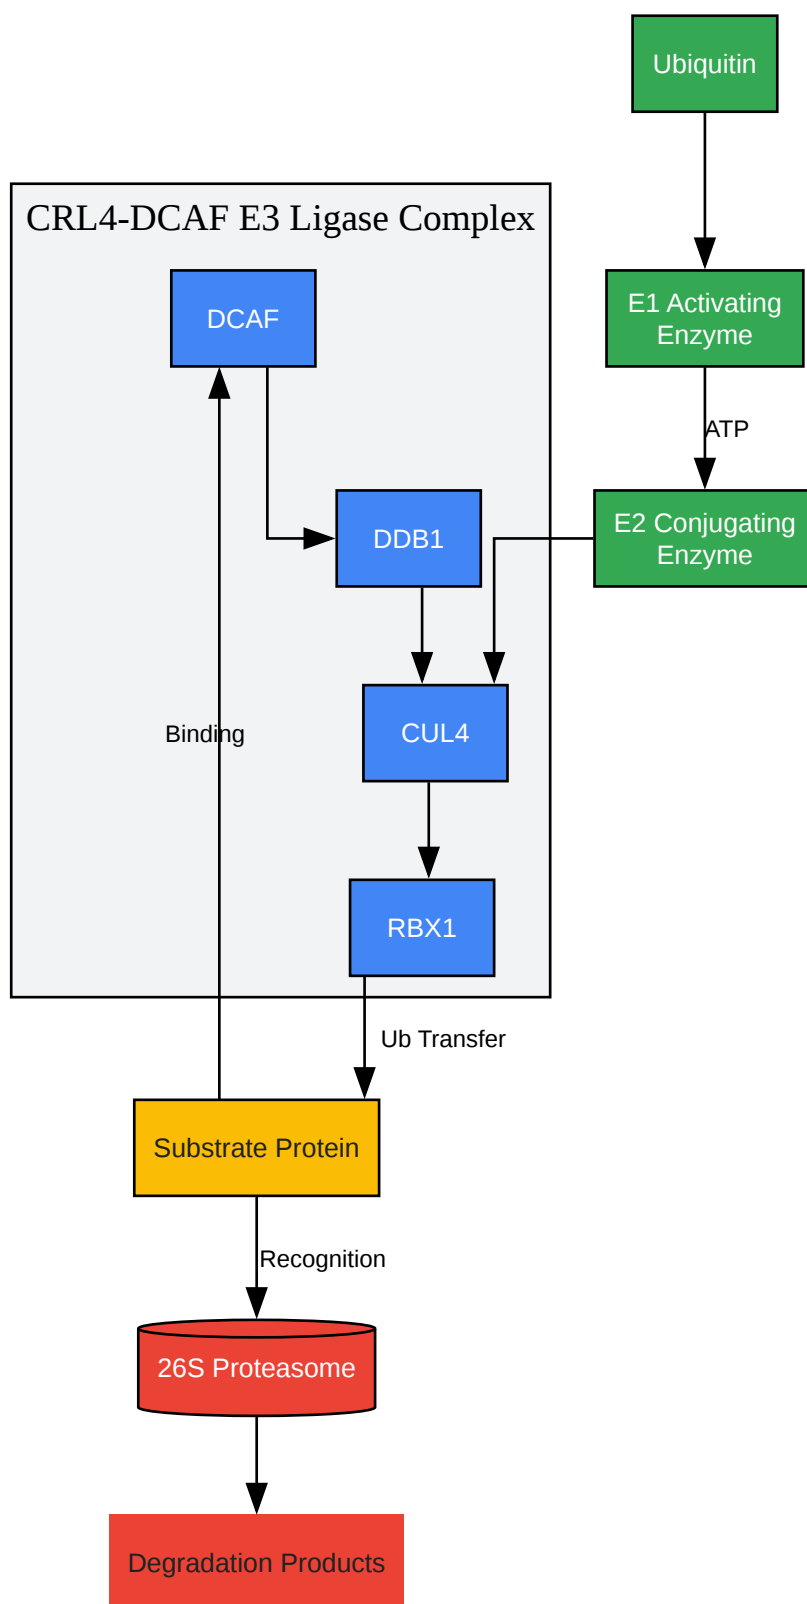 Ubiquitin
CRL4-DCAF E3 Ligase Complex
DCAF
E1 Activating
Enzyme
ATP
DDB1
E2 Conjugating
Enzyme
CUL4
Binding
RBX1
Ub Transfer
Substrate Protein
Recognition
26S Proteasome
Degradation Products